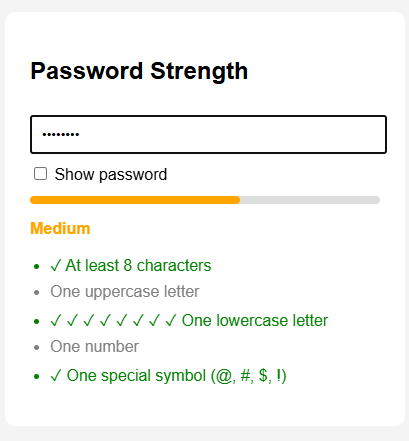 Password Strength
••••••••
Show password
Medium
• ✓ At least 8 characters
• One uppercase letter
• ✓ ✓ ✓ ✓ ✓ ✓ ✓ ✓ One lowercase letter
• One number
• ✓ One special symbol (@, #, $, !)